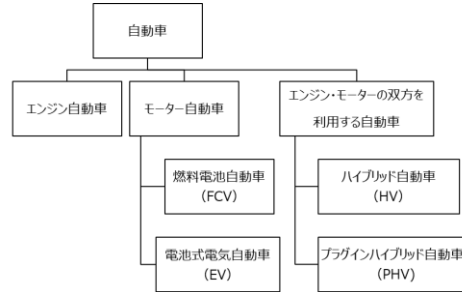 自動車
エンジン自動車
モーター自動車
エンジン・モーターの双方を
利用する自動車
燃料電池自動車
(FCV)
ハイブリッド自動車
(HV)
電池式電気自動車
(EV)
プラグインハイブリッド自動車
(PHV)